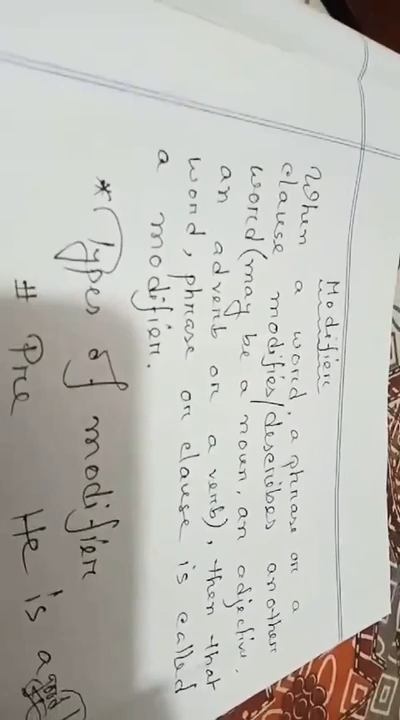 Modifier
When a word, a phrase or a
clause modifies/describes another
word (may be a noun, an adjective,
an adverb or a verb), then that
word, phrase or clause is called
a modifier.
* Types of modifier
# Pre He is a good